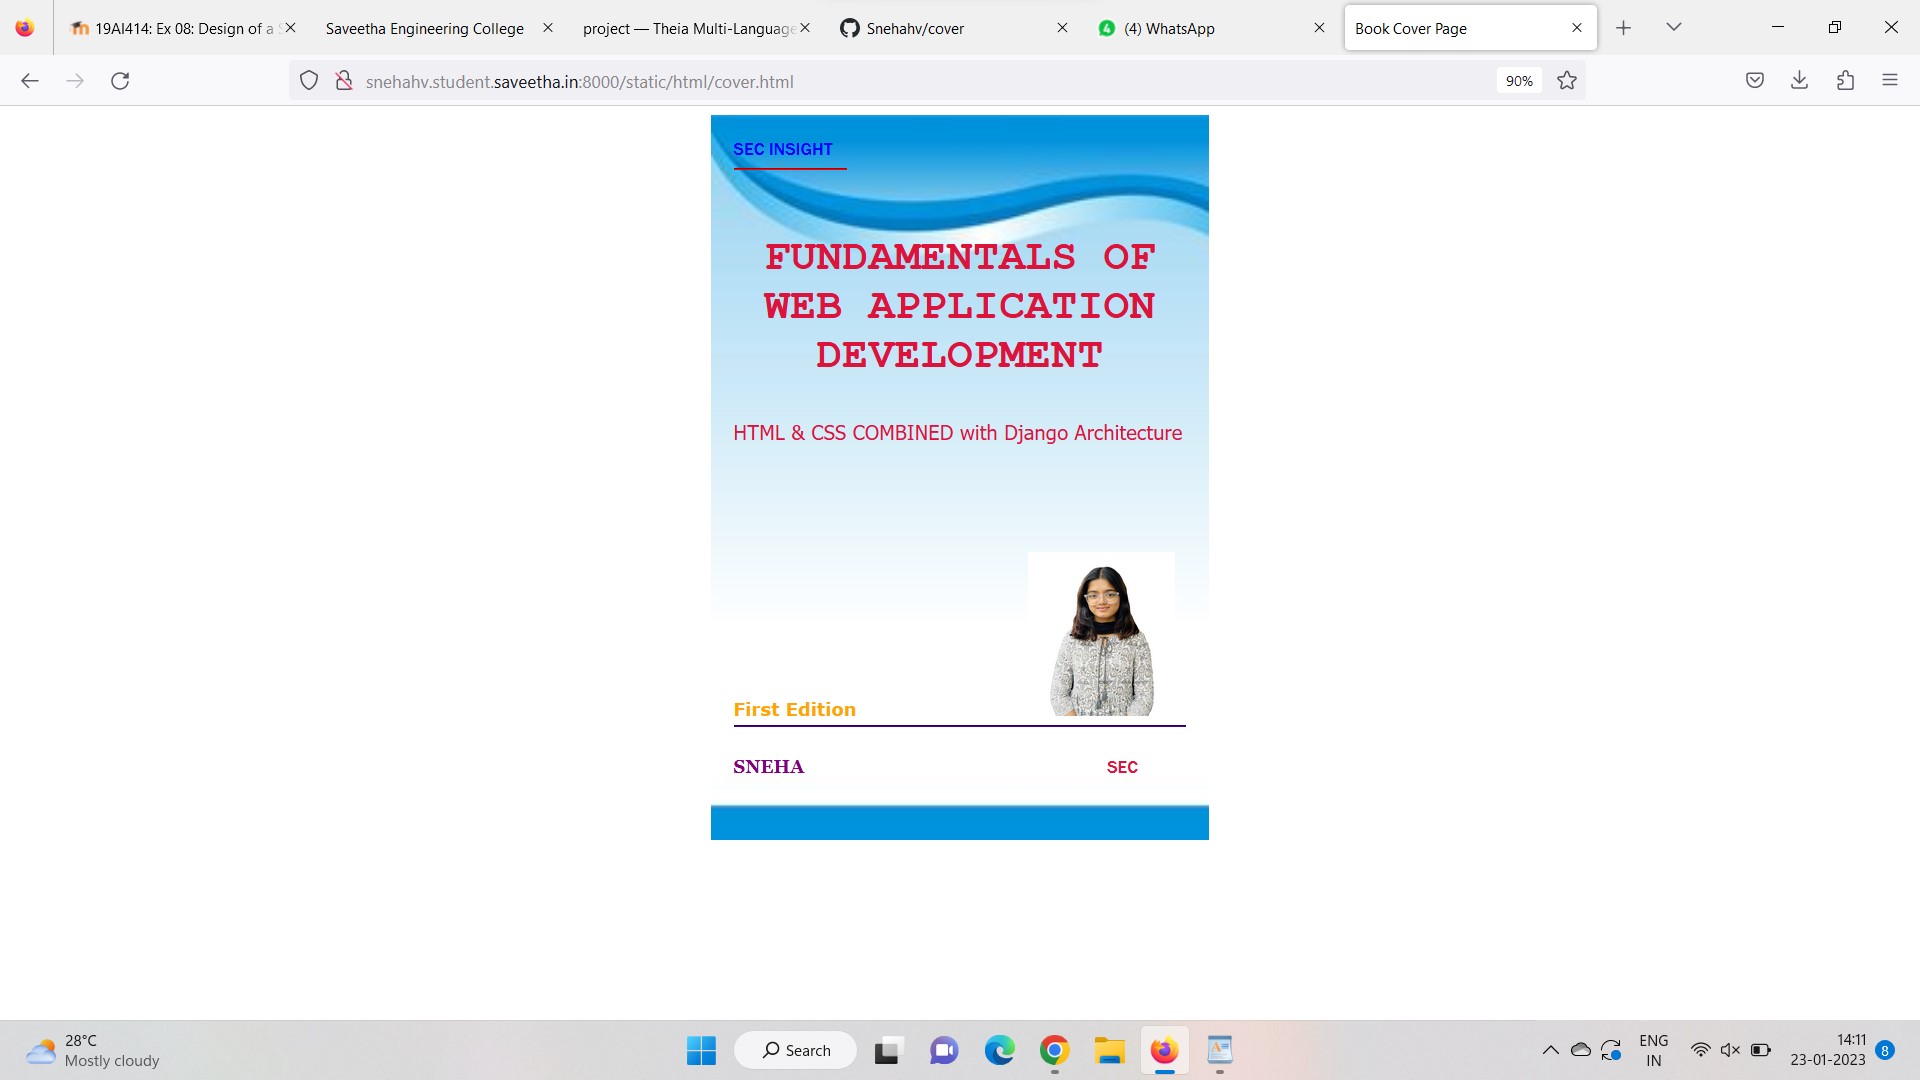 19AI414: Ex 08: Design of a S
Saveetha Engineering College
project — Theia Multi-Language
Snehahv/cover
4 (4) WhatsApp
Book Cover Page
snehahv.student.saveetha.in:8000/static/html/cover.html
90%
SEC INSIGHT
FUNDAMENTALS OF
WEB APPLICATION
DEVELOPMENT
HTML & CSS COMBINED with Django Architecture
First Edition
SNEHA
SEC
28°C
Mostly cloudy
Search
ENG
IN
14:11
23-01-2023
8